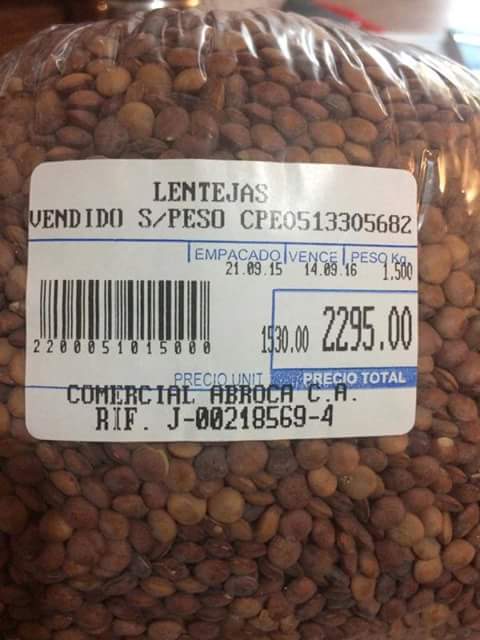 LENTEJAS
VENDIDO S/PESO CPE0513305682
EMPACADO VENCE PESO Kg
21.09.15 14.09.16 1.500
2200051015000
1530.00 2295.00
PRECIO UNIT PRECIO TOTAL
COMERCIAL ABROCA C.A.
RIF. J-00218569-4